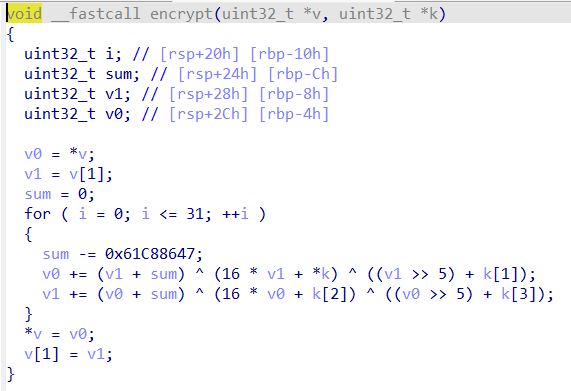 void __fastcall encrypt(uint32_t *v, uint32_t *k)
{
  uint32_t i; // [rsp+20h] [rbp-10h]
  uint32_t sum; // [rsp+24h] [rbp-Ch]
  uint32_t v1; // [rsp+28h] [rbp-8h]
  uint32_t v0; // [rsp+2Ch] [rbp-4h]

  v0 = *v;
  v1 = v[1];
  sum = 0;
  for ( i = 0; i <= 31; ++i )
  {
    sum -= 0x61C88647;
    v0 += (v1 + sum) ^ (16 * v1 + *k) ^ ((v1 >> 5) + k[1]);
    v1 += (v0 + sum) ^ (16 * v0 + k[2]) ^ ((v0 >> 5) + k[3]);
  }
  *v = v0;
  v[1] = v1;
}